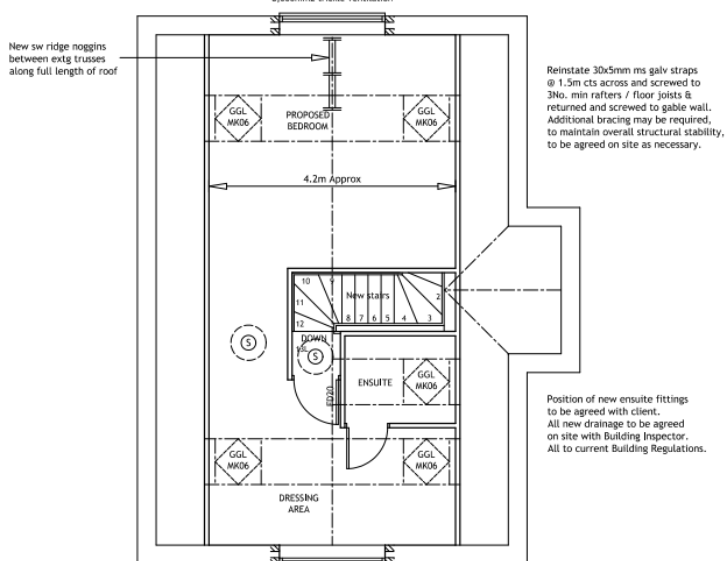 New sw ridge noggins
between extg trusses
along full length of roof
Reinstate 30x5mm ms galv straps
@ 1.5m cts across and screwed to
3No. min rafters / floor joists &
returned and screwed to gable wall.
Additional bracing may be required,
to maintain overall structural stability,
to be agreed on site as necessary.
GGL
MK06
PROPOSED
BEDROOM
GGL
MK06
4.2m Approx
10
9
11
12
13L
New stairs
8 7 6 5 4 3
2
DOWN
S
S
FD20
ENSUITE
GGL
MK06
Position of new ensuite fittings
to be agreed with client.
All new drainage to be agreed
on site with Building Inspector.
All to current Building Regulations.
GGL
MK06
GGL
MK06
DRESSING
AREA